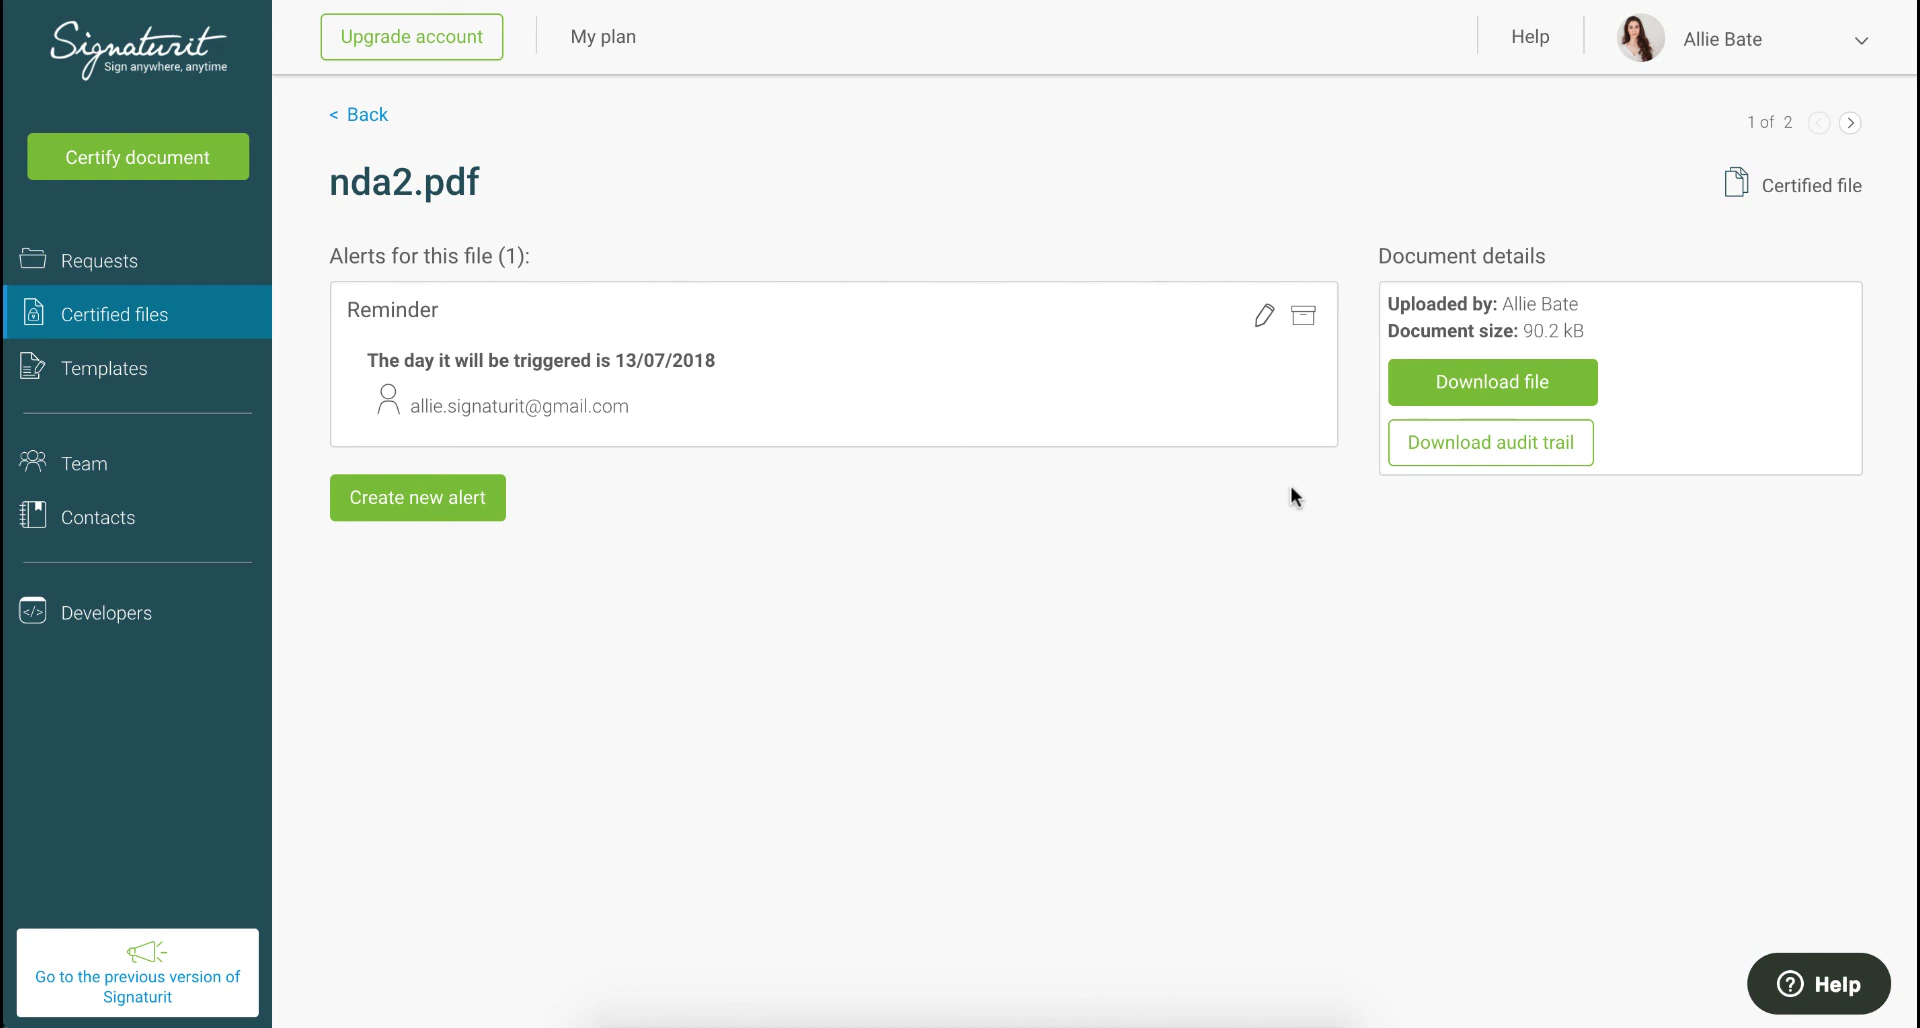 Signaturit
Sign anywhere, anytime
Upgrade account
My plan
Help
Allie Bate
Certify document
Requests
Certified files
Templates
Team
Contacts
Developers
Go to the previous version of
Signaturit
< Back
1 of 2
nda2.pdf
Certified file
Alerts for this file (1):
Reminder
The day it will be triggered is 13/07/2018
allie.signaturit@gmail.com
Create new alert
Document details
Uploaded by: Allie Bate
Document size: 90.2 kB
Download file
Download audit trail
Help